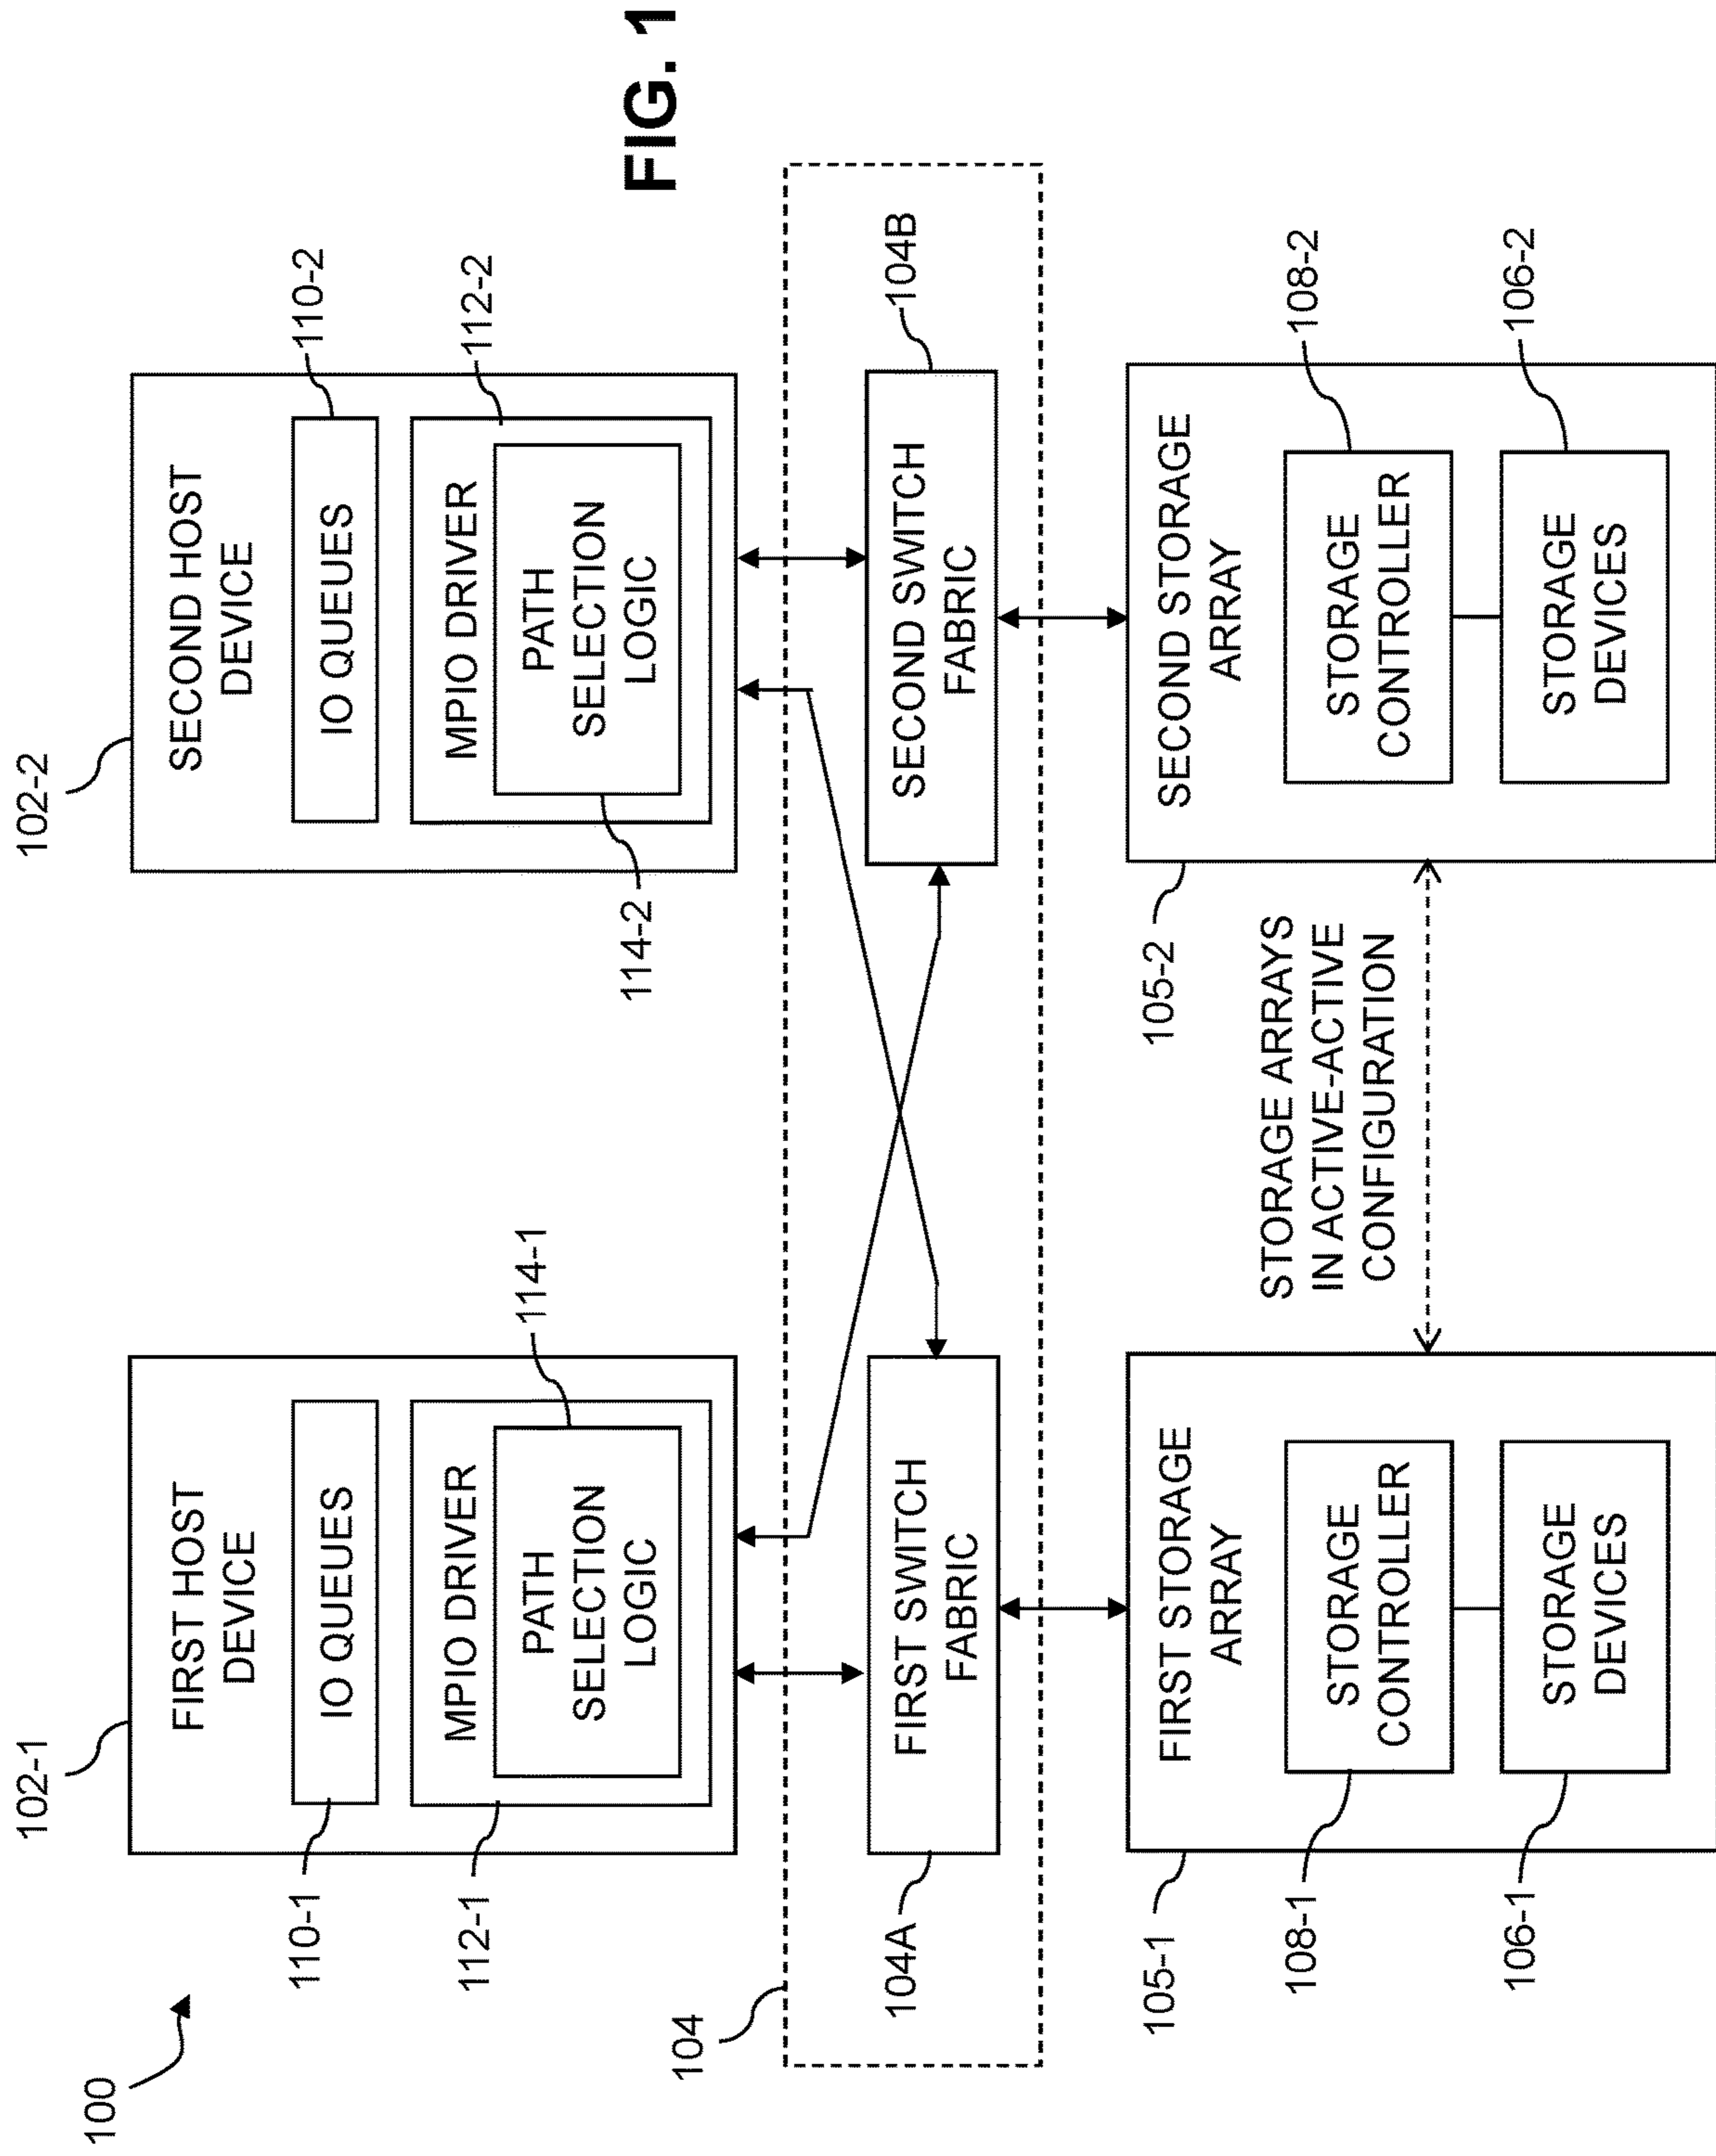 100
102-1
FIRST HOST
DEVICE
110-1
IO QUEUES
112-1
MPIO DRIVER
PATH
SELECTION
LOGIC
114-1
102-2
SECOND HOST
DEVICE
IO QUEUES
110-2
MPIO DRIVER
112-2
PATH
SELECTION
LOGIC
114-2
FIG. 1
104
104A
FIRST SWITCH
FABRIC
SECOND SWITCH
FABRIC
104B
105-1
FIRST STORAGE
ARRAY
108-1
STORAGE
CONTROLLER
106-1
STORAGE
DEVICES
STORAGE ARRAYS
IN ACTIVE-ACTIVE
CONFIGURATION
105-2
SECOND STORAGE
ARRAY
STORAGE
CONTROLLER
108-2
STORAGE
DEVICES
106-2